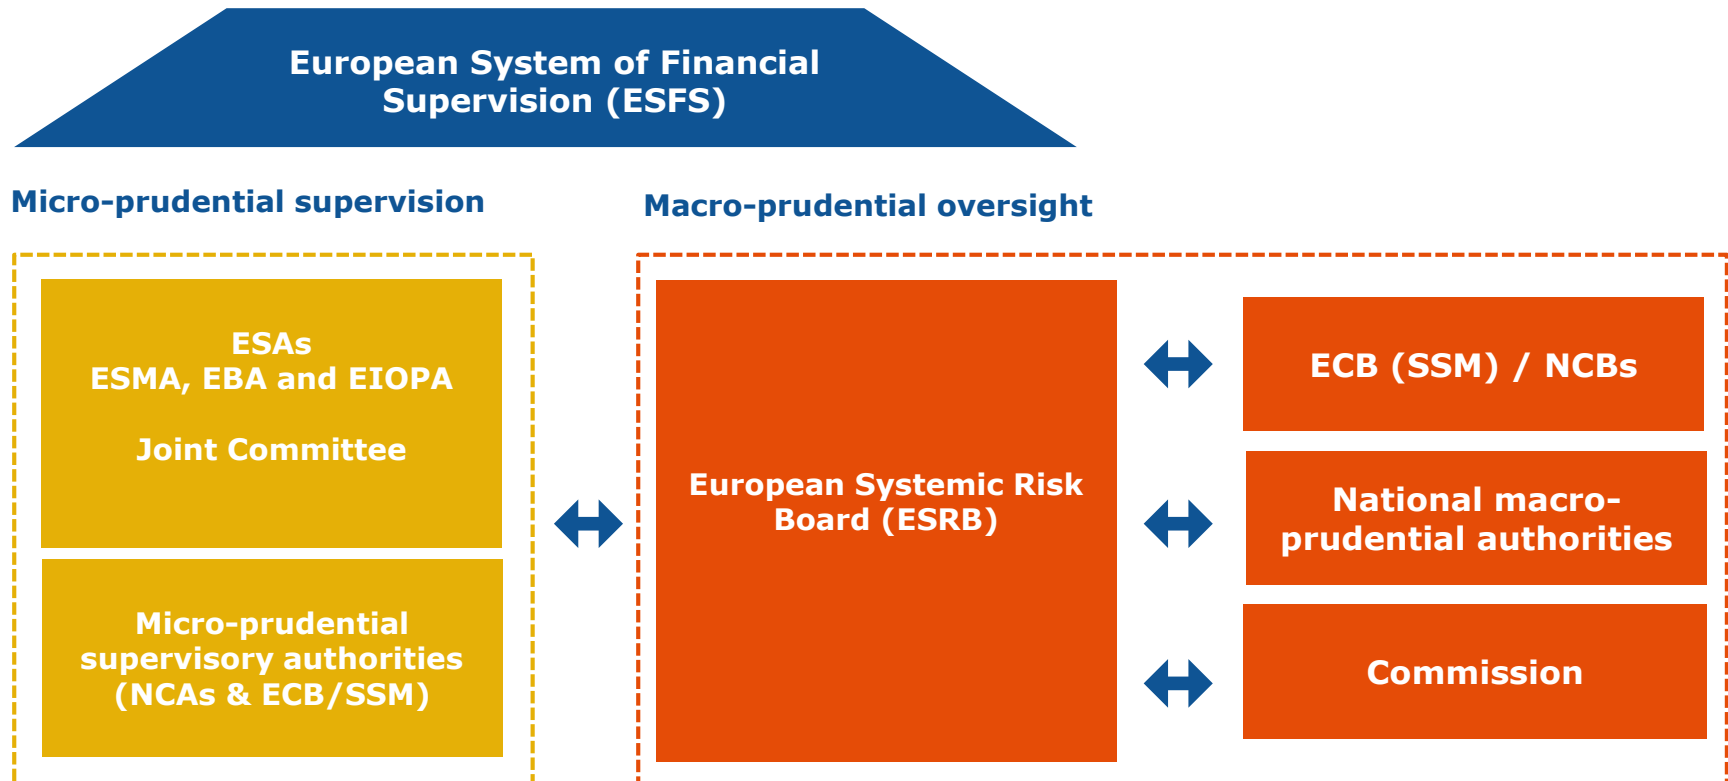 European System of Financial
Supervision (ESFS)
Micro-prudential supervision
Macro-prudential oversight
ESAs
ESMA, EBA and EIOPA
Joint Committee
Micro-prudential
supervisory authorities
(NCAs & ECB/SSM)
European Systemic Risk
Board (ESRB)
ECB (SSM) / NCBs
National macro-
prudential authorities
Commission